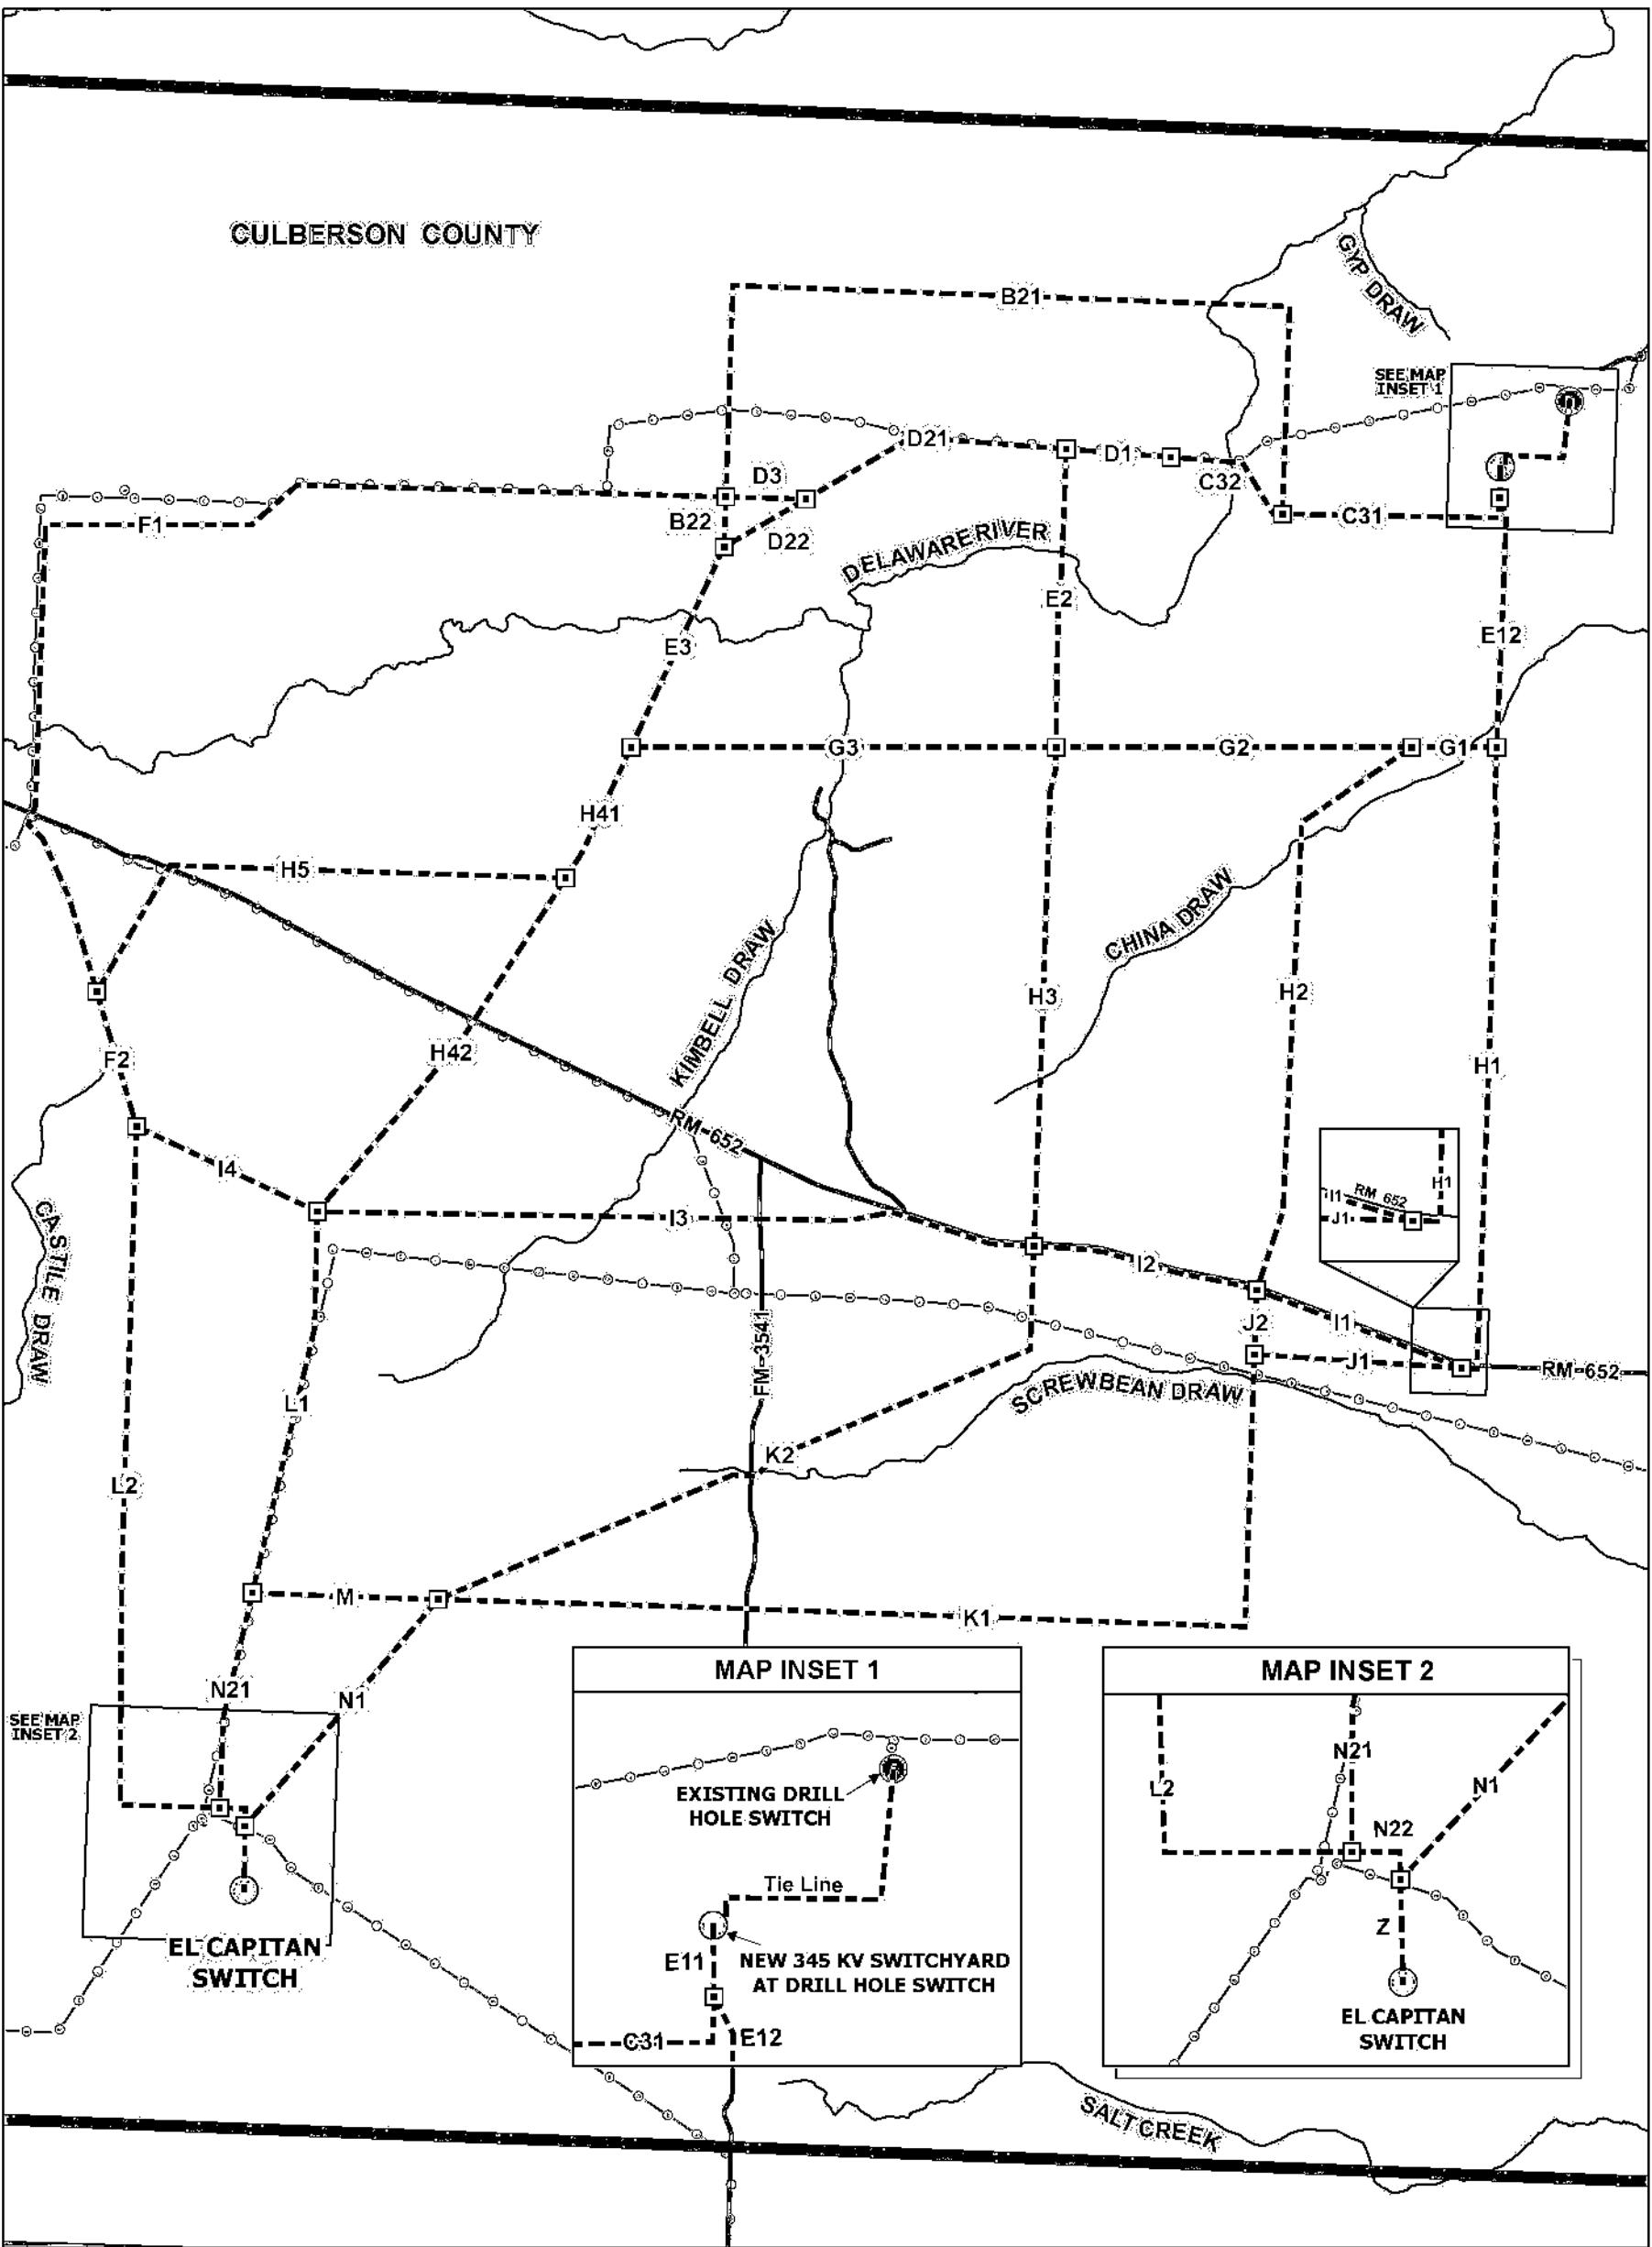 CULBERSON COUNTY
GYP DRAW
B21
SEE MAP
INSET 1
D21
D1
D3
C32
F1
B22
D22
C31
DELAWARE RIVER
E2
E12
E3
G3
G2
G1
H41
H5
CHINA DRAW
KIMBELL DRAW
H3
H2
F2
H42
H1
RM-652
I4
H1
I1
RM 652
J1
CASTILE DRAW
I3
I2
J2
I1
FM-3541
J1
RM-652
SCREWBEAN DRAW
L1
K2
L2
M
K1
N21
N1
SEE MAP
INSET 2
EL CAPITAN
SWITCH
MAP INSET 1
EXISTING DRILL
HOLE SWITCH
Tie Line
E11
NEW 345 KV SWITCHYARD
AT DRILL HOLE SWITCH
C31
E12
MAP INSET 2
N21
L2
N1
N22
Z
EL CAPITAN
SWITCH
SALT CREEK